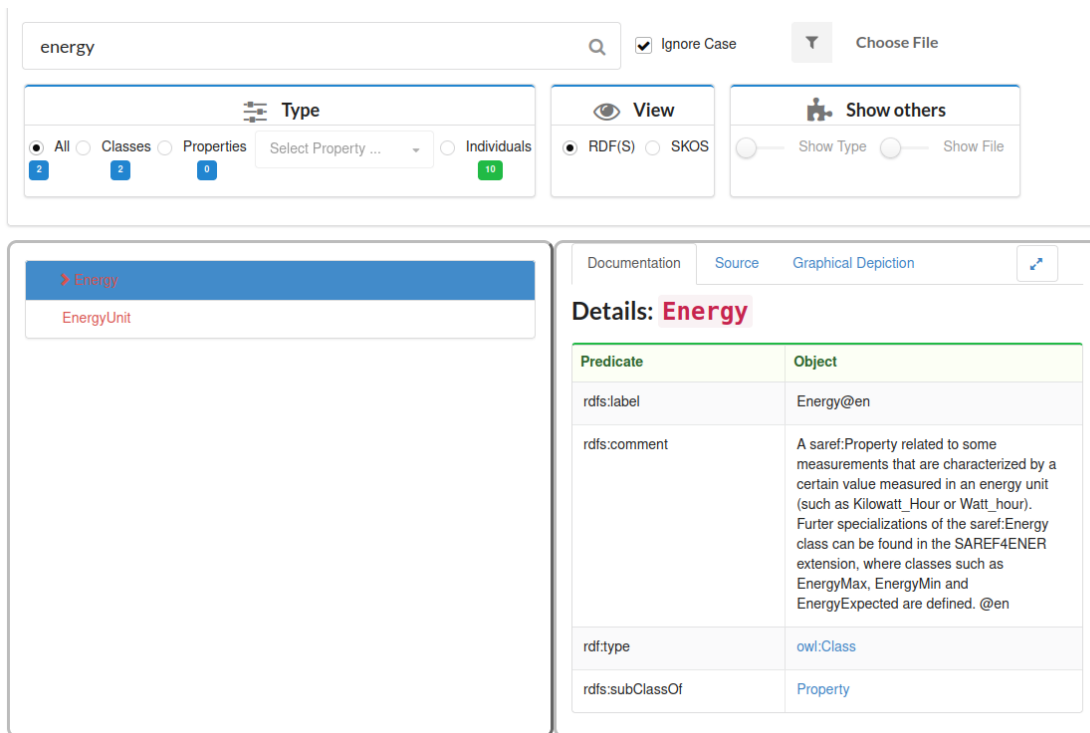 energy
Ignore Case
Choose File
Type
View
Show others
All Classes Properties Select Property ... Individuals
RDF(S) SKOS
Show Type Show File
2 2 0 10
Energy
EnergyUnit
Documentation Source Graphical Depiction
Details: Energy
Predicate Object
rdfs:label Energy@en
rdfs:comment A saref:Property related to some
measurements that are characterized by a
certain value measured in an energy unit
(such as Kilowatt_Hour or Watt_hour).
Furter specializations of the saref:Energy
class can be found in the SAREF4ENER
extension, where classes such as
EnergyMax, EnergyMin and
EnergyExpected are defined. @en
rdf:type owl:Class
rdfs:subClassOf Property